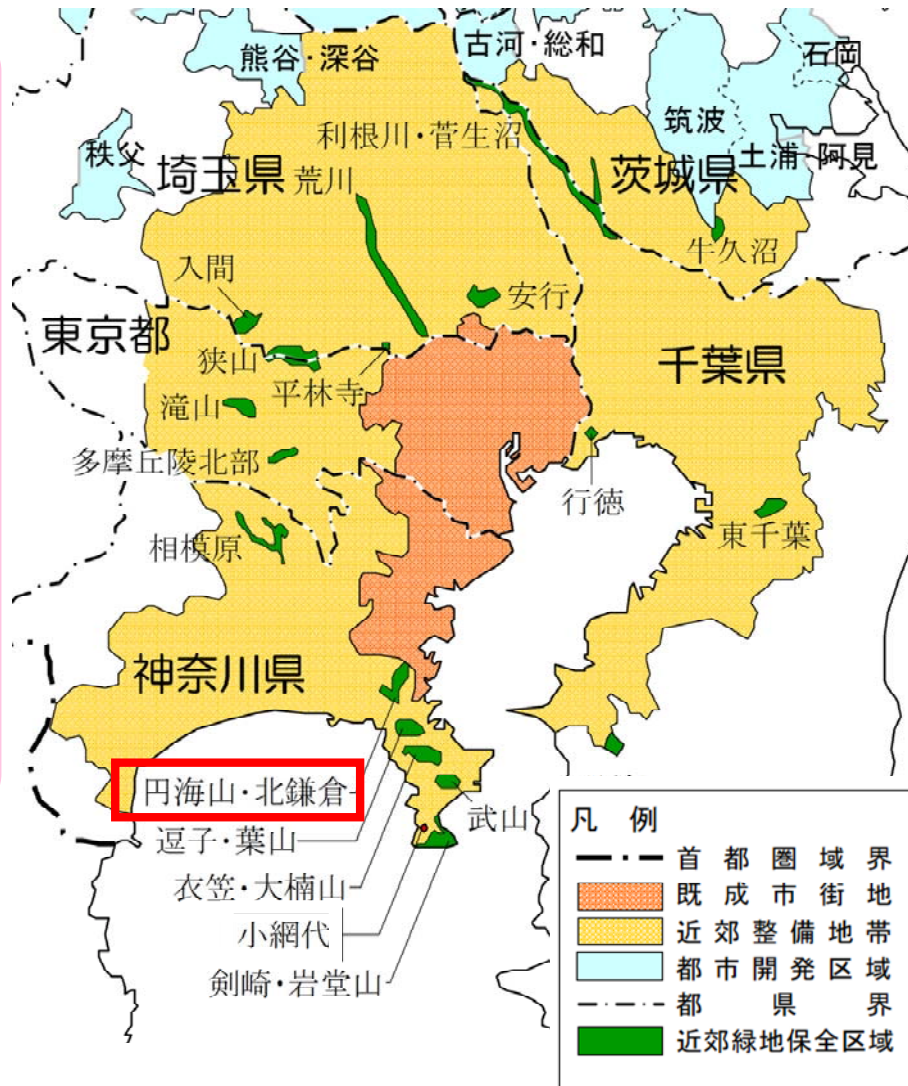 熊谷・深谷
古河・総和
石岡
利根川・菅生沼
筑波
秩父
埼玉県
荒川
茨城県
土浦・阿見
牛久沼
入間
安行
東京都
狭山
平林寺
千葉県
滝山
多摩丘陵北部
行徳
相模原
東千葉
神奈川県
円海山・北鎌倉
逗子・葉山
武山
衣笠・大楠山
小網代
剣崎・岩堂山
凡例
首都圏域界
既成市街地
近郊整備地帯
都市開発区域
都県界
近郊緑地保全区域